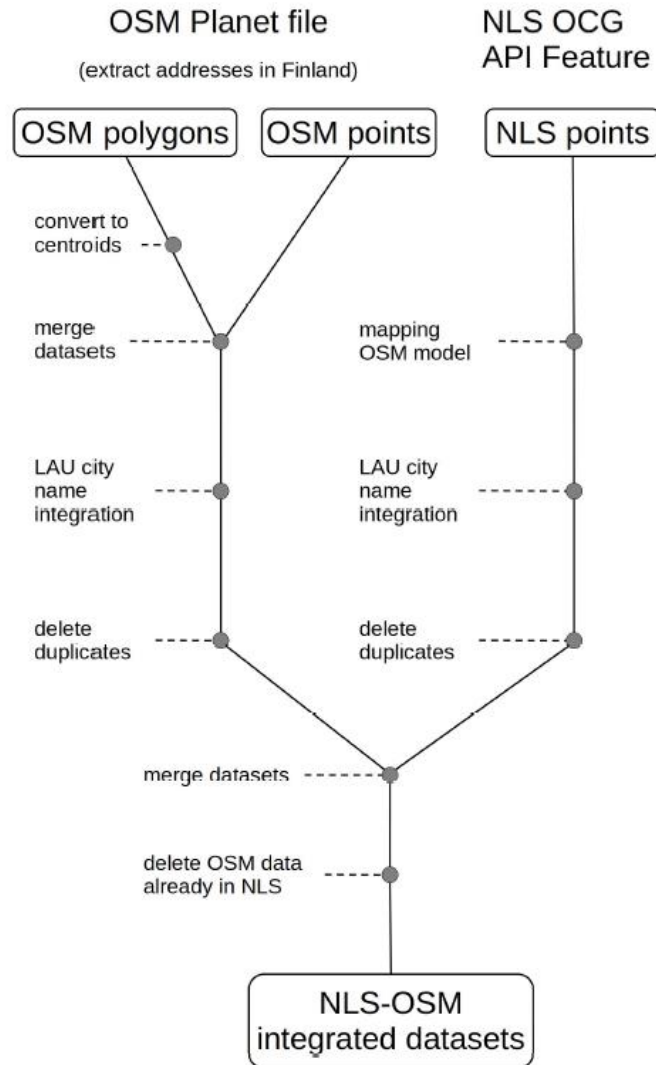 OSM Planet file
(extract addresses in Finland)
NLS OCG
API Feature
OSM polygons
OSM points
NLS points
convert to
centroids
merge
datasets
mapping
OSM model
LAU city
name
integration
LAU city
name
integration
delete
duplicates
delete
duplicates
merge datasets
delete OSM data
already in NLS
NLS-OSM
integrated datasets